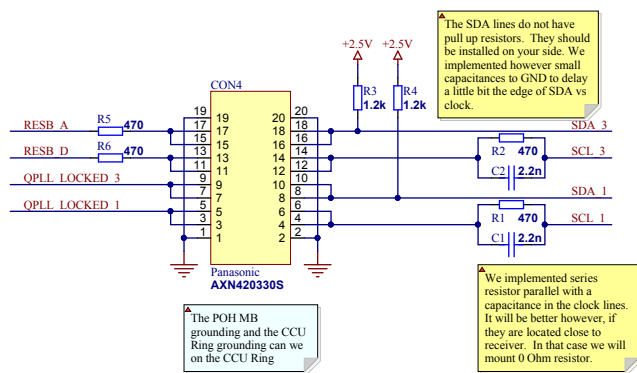 The SDA lines do not have
pull up resistors. They should
be installed on your side. We
implemented however small
capacitances to GND to delay
a little bit the edge of SDA vs
clock.
+2.5V +2.5V
CON4
R3
1.2k
R4
1.2k
19 19 20 20
RESB_A R5 470 17 17 18 18 SDA_3
15 15 16 16
RESB_D R6 470 13 13 14 14 R2 470 SCL_3
11 11 12 12 C2 2.2n
QPLL_LOCKED_3 9 9 10 10
7 7 8 8 SDA_1
QPLL_LOCKED_1 5 5 6 6
3 3 4 4 R1 470 SCL_1
1 1 2 2 C1 2.2n
Panasonic
AXN420330S
The POH MB
grounding and the CCU
Ring grounding can we
on the CCU Ring
We implemented series
resistor parallel with a
capacitance in the clock lines.
It will be better however, if
they are located close to
receiver. In that case we will
mount 0 Ohm resistor.